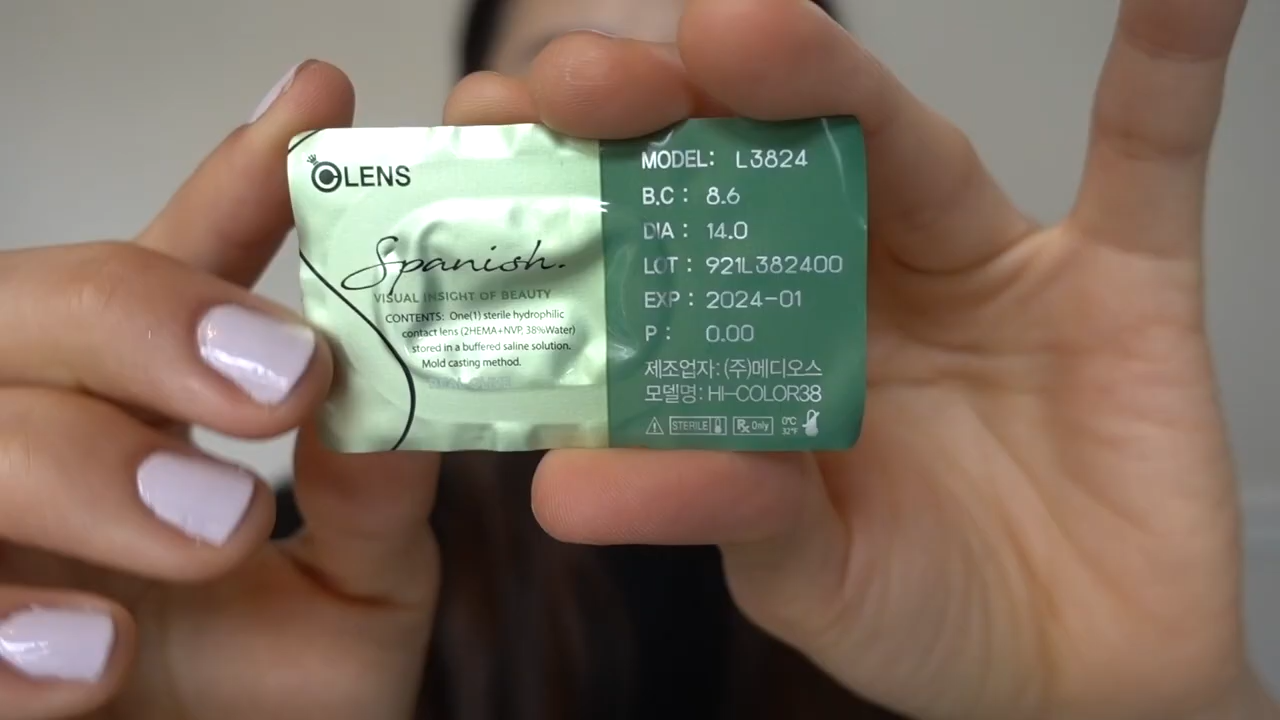 OLENS
Spanish.
VISUAL INSIGHT OF BEAUTY
CONTENTS: One(1) sterile hydrophilic
contact lens (2HEMA+NVP, 38%Water)
stored in a buffered saline solution.
Mold casting method.
MODEL: L3824
B.C : 8.6
DIA : 14.0
LOT : 921L382400
EXP : 2024-01
P : 0.00
제조업자: (주)메디오스
모델명: HI-COLOR38
STERILE Rx Only 0°C
32°F